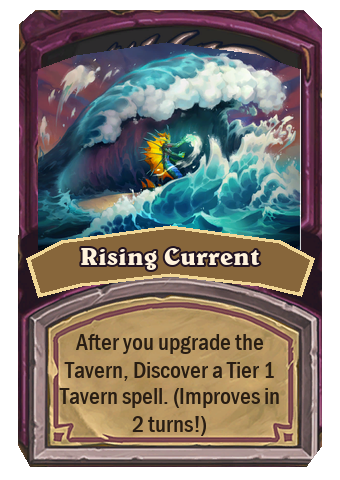 Rising Current
After you upgrade the
Tavern, Discover a Tier 1
Tavern spell. (Improves in
2 turns!)